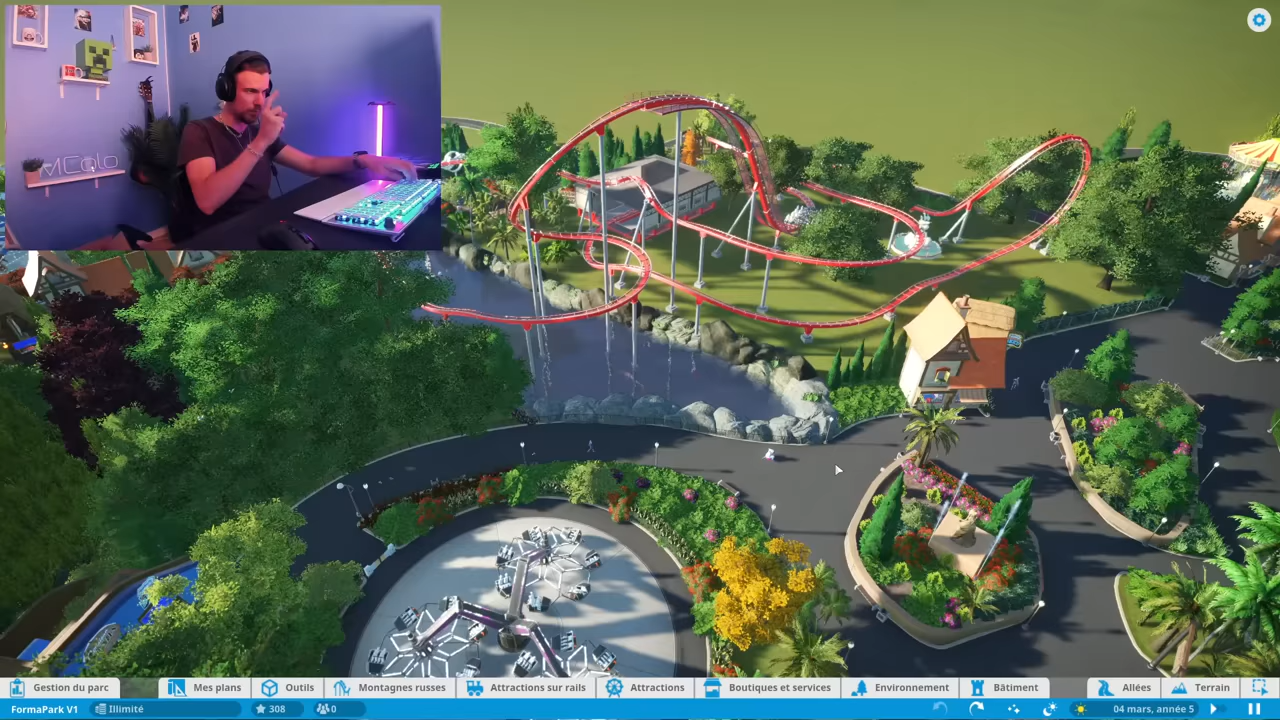 MColo
Gestion du parc
Mes plans
Outils
Montagnes russes
Attractions sur rails
Attractions
Boutiques et services
Environnement
Bâtiment
Allées
Terrain
FormaPark V1
Illimité
308
0
04 mars, année 5